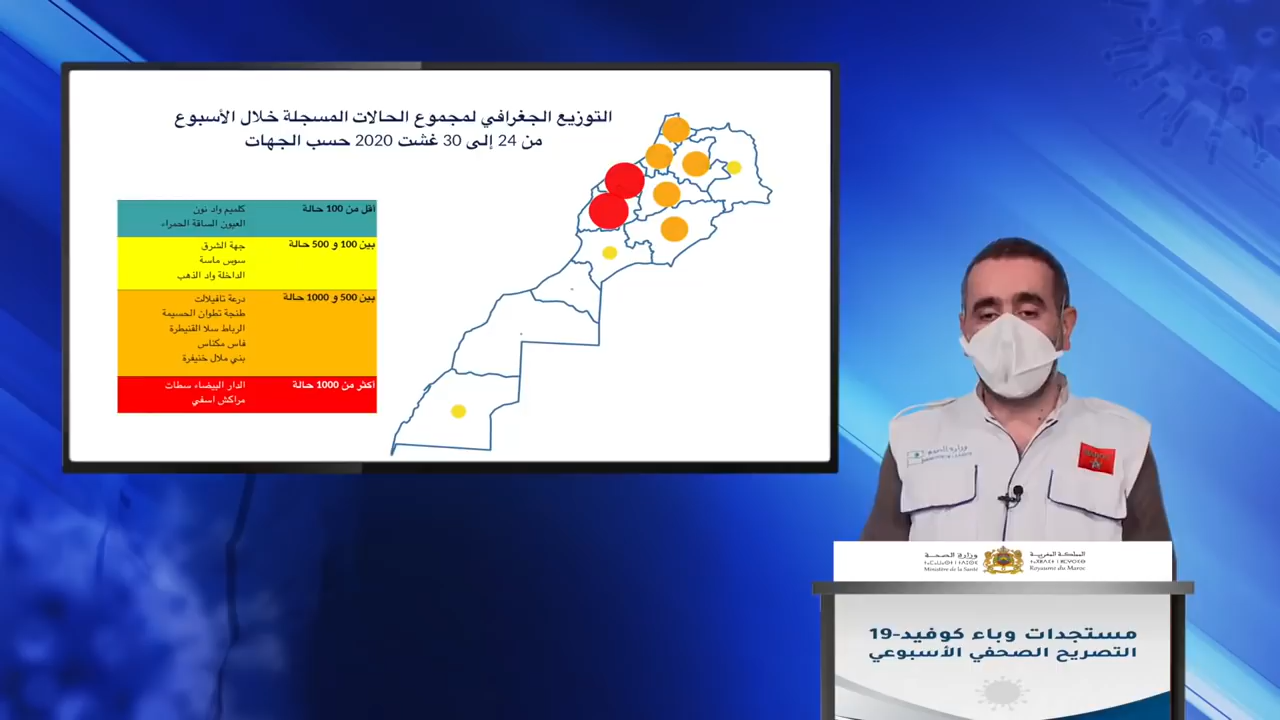 التوزيع الجغرافي لمجموع الحالات المسجلة خلال الأسبوع
من 24 إلى 30 غشت 2020 حسب الجهات
أقل من 100 حالة
كلميم واد نون
العيون الساقة الحمراء
بين 100 و 500 حالة
جهة الشرق
سوس ماسة
الداخلة واد الذهب
بين 500 و 1000 حالة
درعة تافيلالت
طنجة تطوان الحسيمة
الرباط سلا القنيطرة
فاس مكناس
بني ملال خنيفرة
أكثر من 1000 حالة
الدار البيضاء سطات
مراكش اسفي
وزارة الصحة
المملكة المغربية
وزارة الصحة
Royaume du Maroc
Ministère de la Santé
مستجدات وباء كوفيد-19
التصريح الصحفي الأسبوعي